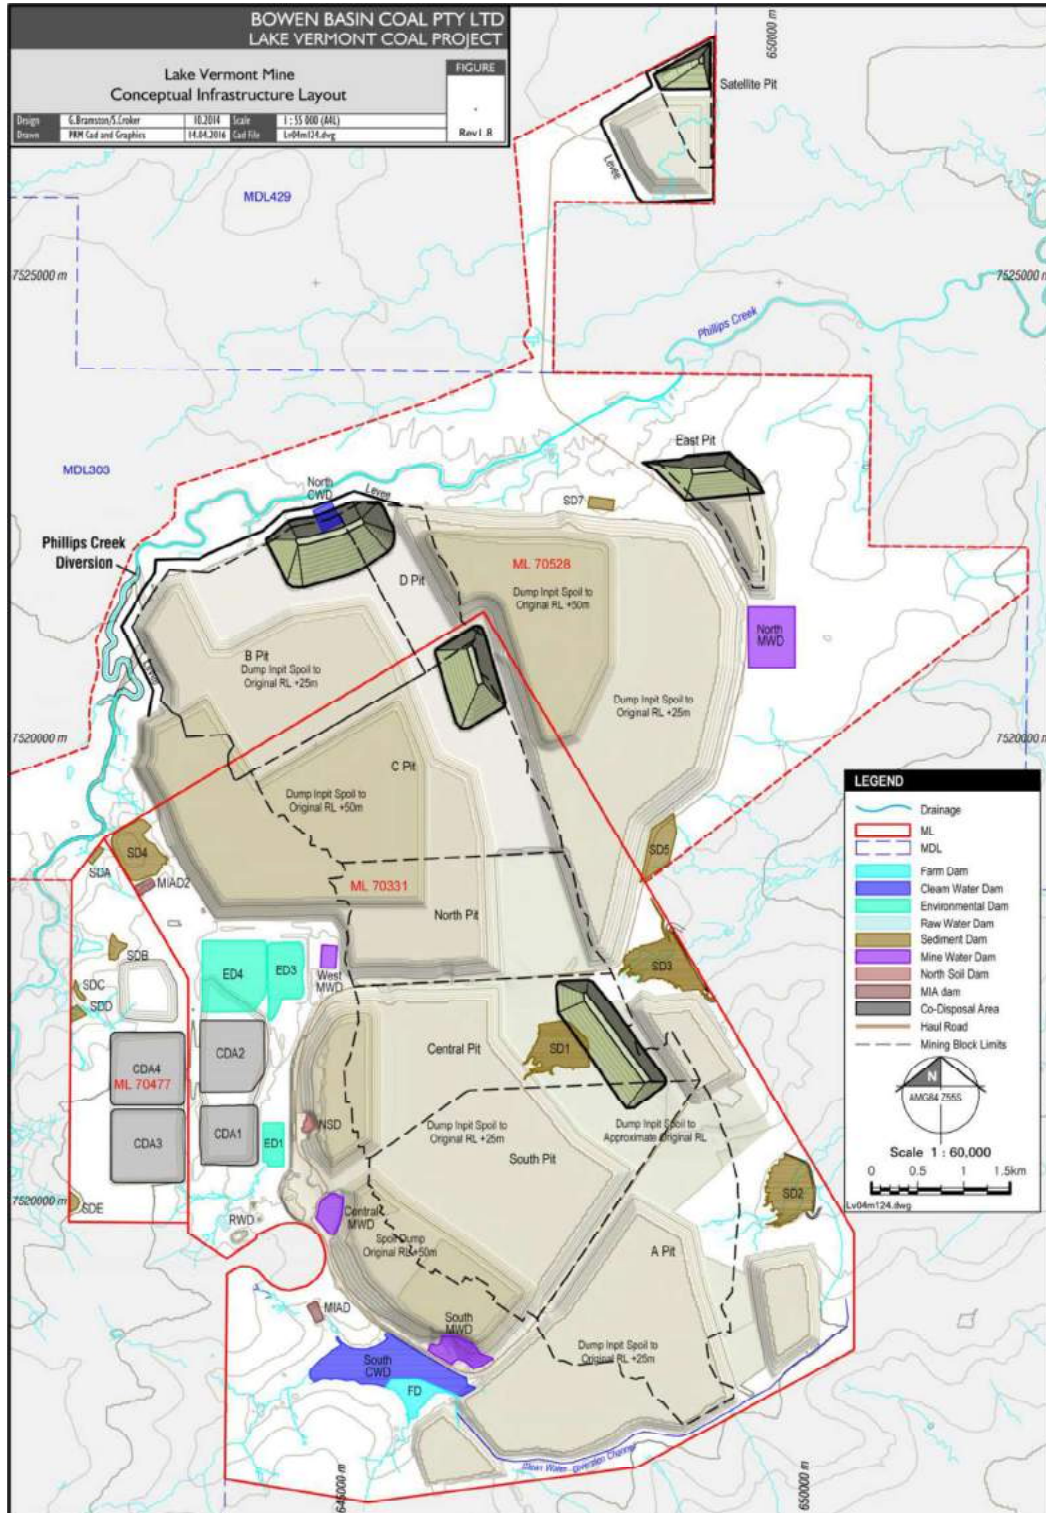 BOWEN BASIN COAL PTY LTD
LAKE VERMONT COAL PROJECT
Lake Vermont Mine
Conceptual Infrastructure Layout
FIGURE
Design G.Bramston/S.Croker 10.2014 Scale 1 : 55 000 (A4L)
Drawn PRM Cad and Graphics 14.04.2016 Cad File Lv04m124.dwg
Rev1.8
650000 m
Satellite Pit
Levee
MDL429
7525000 m
7525000 m
Phillips Creek
East Pit
MDL303
North
CWD
Levee
SD7
Phillips Creek
Diversion
D Pit
ML 70528
Dump Inpit Spoil to
Original RL +50m
North
MWD
B Pit
Dump Inpit Spoil to
Original RL +25m
Levee
Dump Inpit Spoil to
Original RL +25m
7520000 m
7520000 m
C Pit
Dump Inpit Spoil to
Original RL +50m
SD4
SDA
MIAD2
SD5
ML 70331
North Pit
SDB
ED4
ED3
West
MWD
SD3
SDC
SDD
Central Pit
SD1
CDA4
ML 70477
CDA2
CDA3
CDA1
ED1
NSD
Dump Inpit Spoil to
Original RL +25m
Dump Inpit Spoil to
Approximate Original RL
South Pit
7520000 m
SDE
RWD
Central
MWD
SD2
Spoil Dump
Original RL +50m
A Pit
MIAD
South
MWD
Dump Inpit Spoil to
Original RL +25m
South
CWD
FD
Diversion Channel
645000 m
650000 m
LEGEND
Drainage
ML
MDL
Farm Dam
Cleam Water Dam
Environmental Dam
Raw Water Dam
Sediment Dam
Mine Water Dam
North Soil Dam
MIA dam
Co-Disposal Area
Haul Road
Mining Block Limits
N
AMG84 Z55S
Scale 1 : 60,000
0 0.5 1 1.5km
Lv04m124.dwg